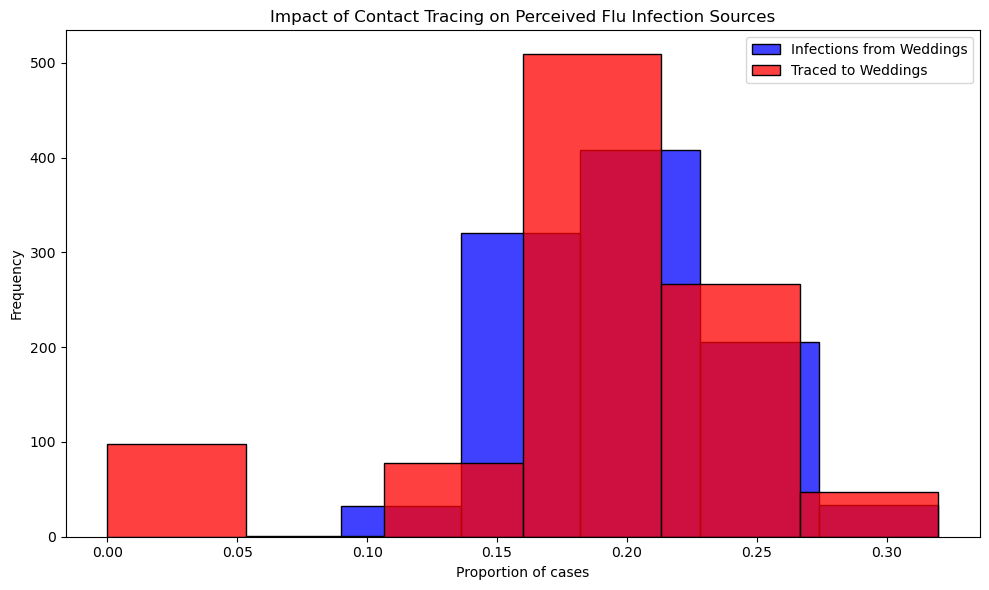 Impact of Contact Tracing on Perceived Flu Infection Sources
Infections from Weddings
Traced to Weddings
Frequency
500
400
300
200
100
0
0.00 0.05 0.10 0.15 0.20 0.25 0.30
Proportion of cases